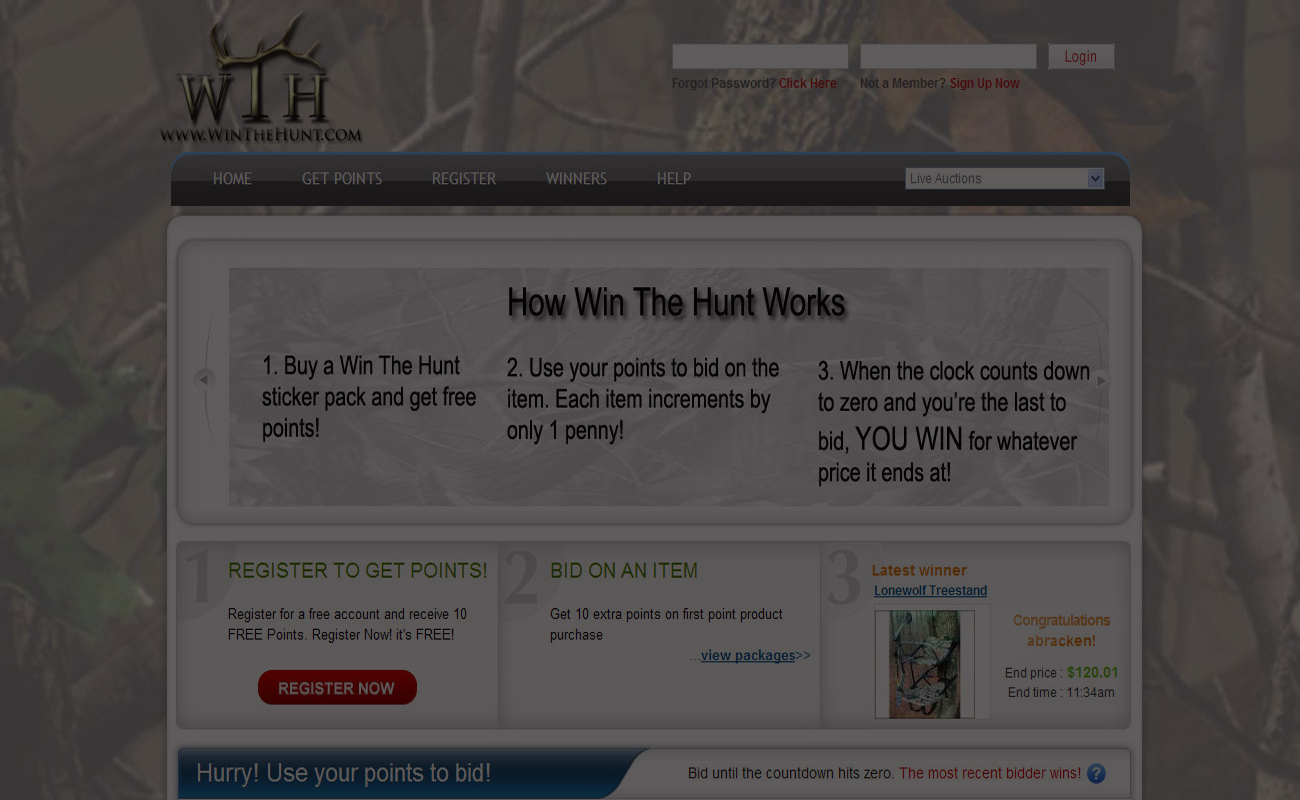 WTH
WWW.WINTHEHUNT.COM
Login
Forgot Password? Click Here
Not a Member? Sign Up Now
HOME GET POINTS REGISTER WINNERS HELP
Live Auctions
How Win The Hunt Works
1. Buy a Win The Hunt
sticker pack and get free
points!
2. Use your points to bid on the
item. Each item increments by
only 1 penny!
3. When the clock counts down
to zero and you're the last to
bid, YOU WIN for whatever
price it ends at!
1
REGISTER TO GET POINTS!
Register for a free account and receive 10
FREE Points. Register Now! it's FREE!
REGISTER NOW
2
BID ON AN ITEM
Get 10 extra points on first point product
purchase
...view packages>>
3
Latest winner
Lonewolf Treestand
Congratulations
abracken!
End price : $120.01
End time : 11:34am
Hurry! Use your points to bid!
Bid until the countdown hits zero. The most recent bidder wins! ?